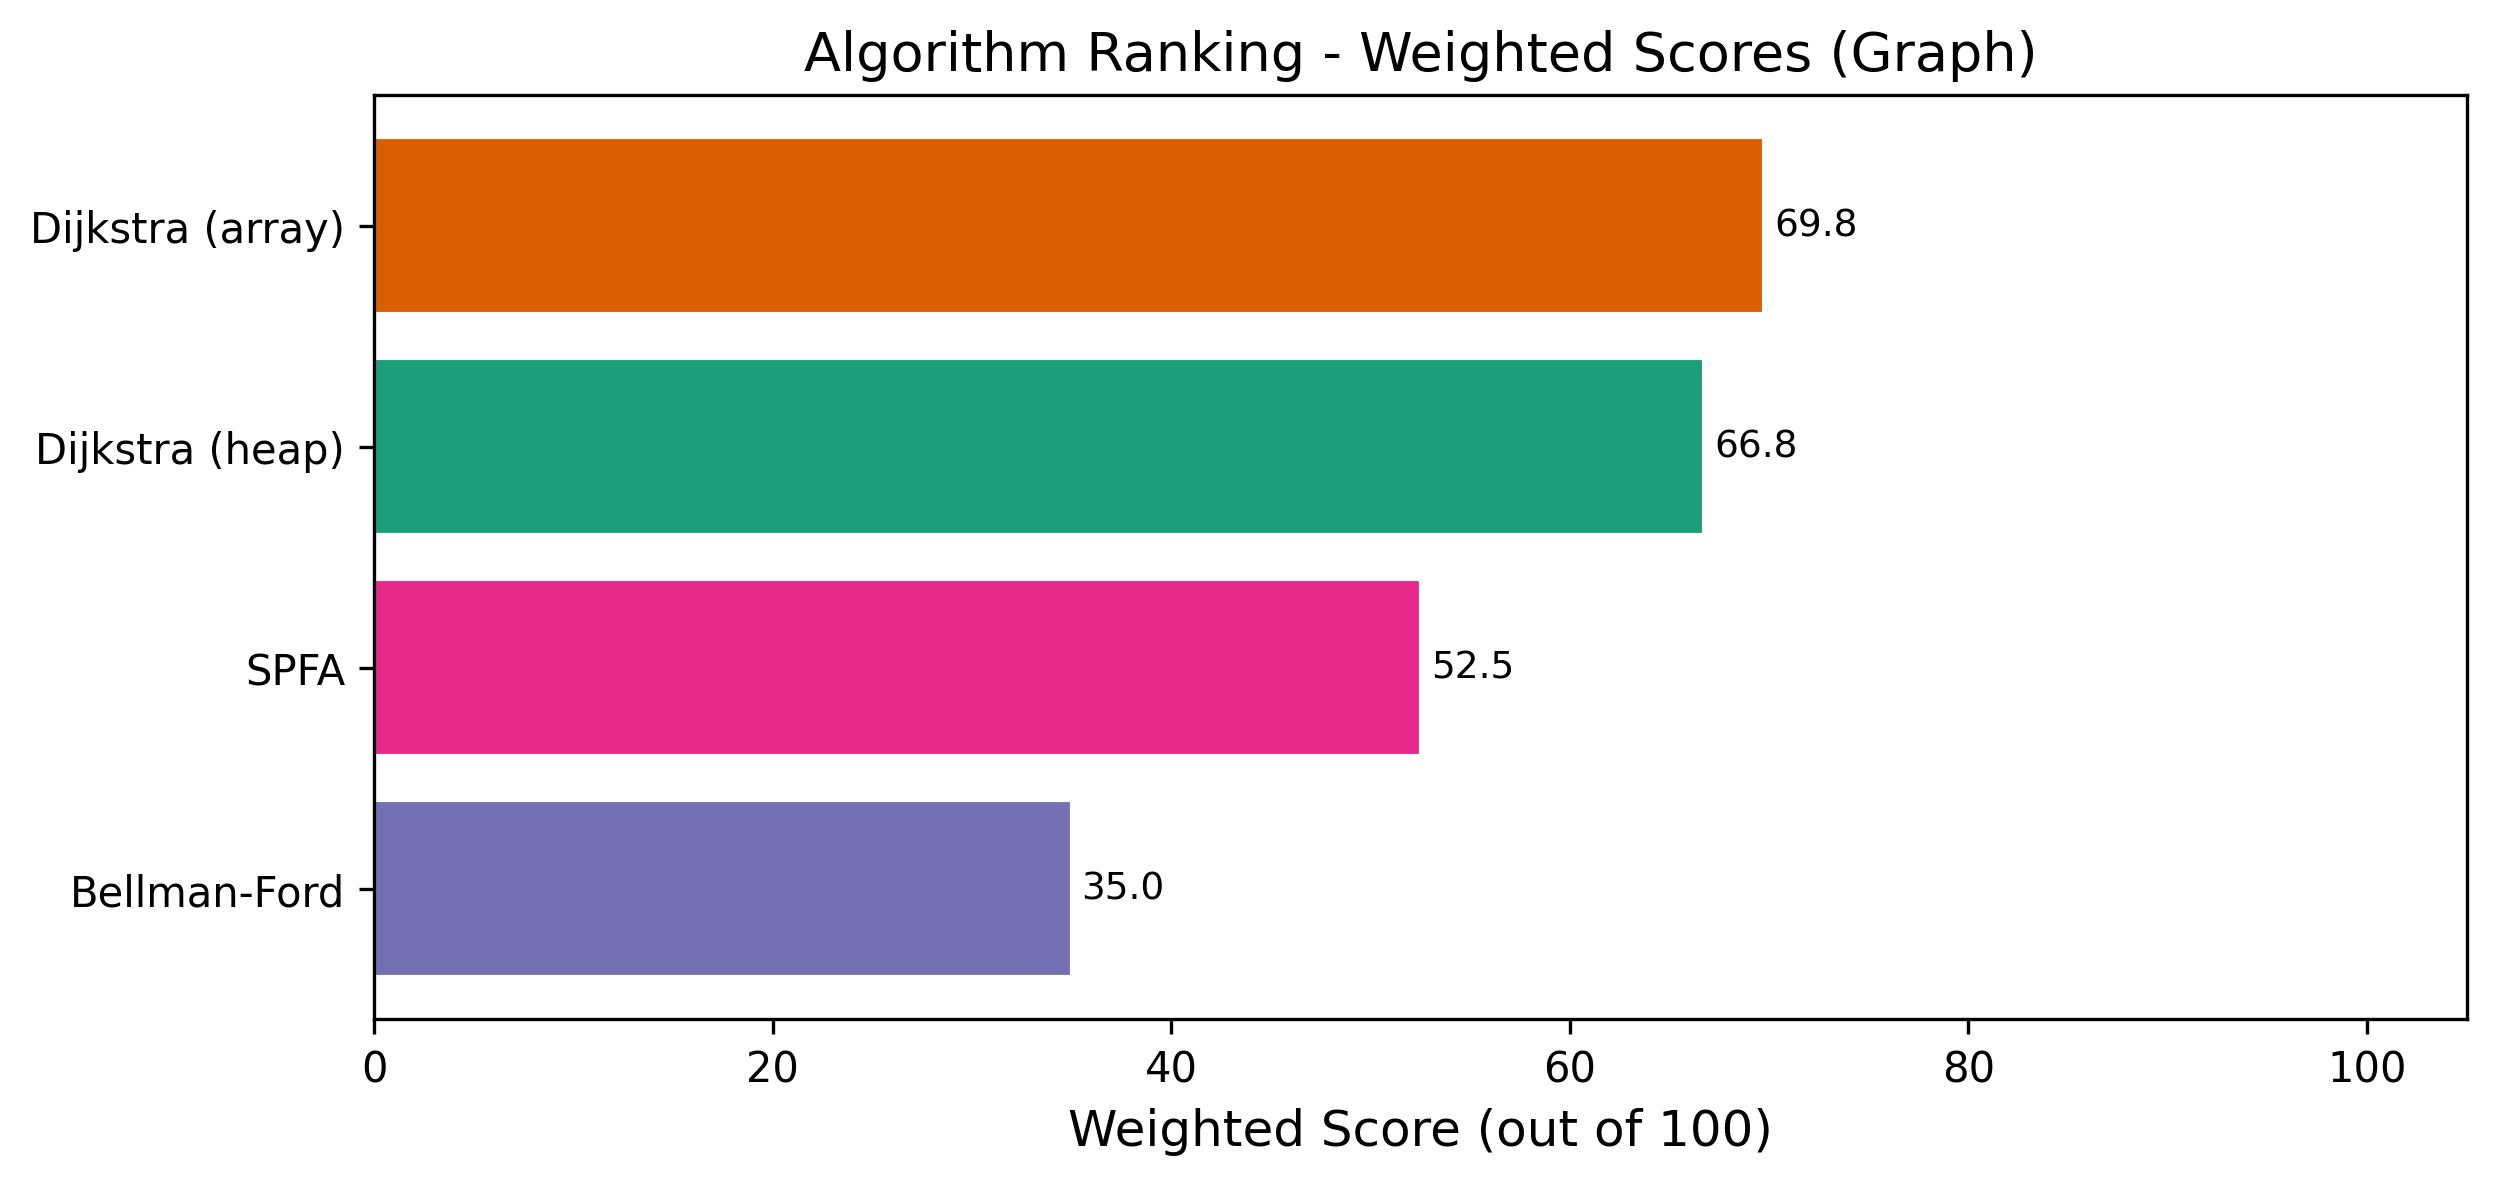 Algorithm Ranking - Weighted Scores (Graph)
Dijkstra (array)
69.8
Dijkstra (heap)
66.8
SPFA
52.5
Bellman-Ford
35.0
0 20 40 60 80 100
Weighted Score (out of 100)